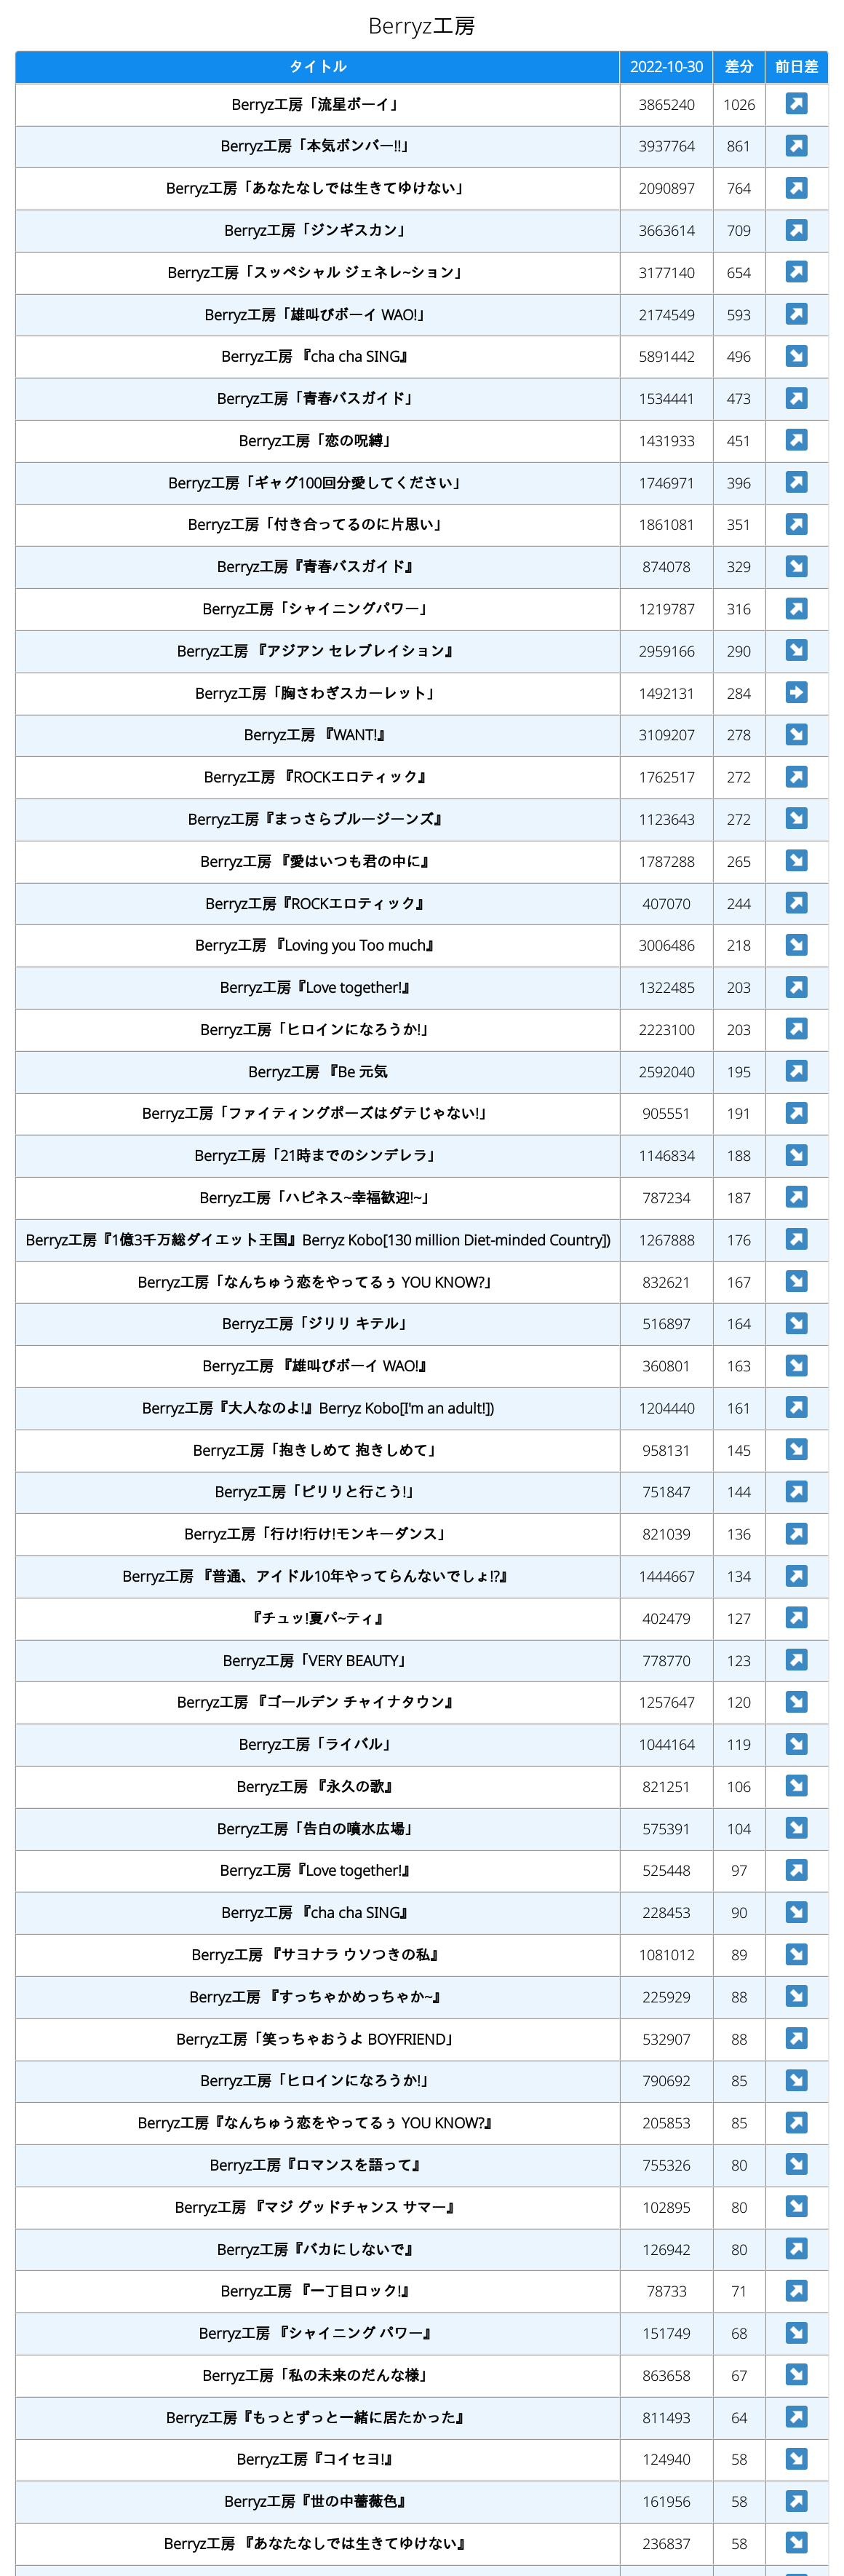 Berryz工房
タイトル 2022-10-30 差分 前日差
Berryz工房「流星ボーイ」 3865240 1026
Berryz工房「本気ボンバー!!」 3937764 861
Berryz工房「あなたなしでは生きてゆけない」 2090897 764
Berryz工房「ジンギスカン」 3663614 709
Berryz工房「スッペシャル ジェネレ~ション」 3177140 654
Berryz工房「雄叫びボーイ WAO!」 2174549 593
Berryz工房 『cha cha SING』 5891442 496
Berryz工房「青春バスガイド」 1534441 473
Berryz工房「恋の呪縛」 1431933 451
Berryz工房「ギャグ100回分愛してください」 1746971 396
Berryz工房「付き合ってるのに片思い」 1861081 351
Berryz工房『青春バスガイド』 874078 329
Berryz工房「シャイニングパワー」 1219787 316
Berryz工房 『アジアン セレブレイション』 2959166 290
Berryz工房「胸さわぎスカーレット」 1492131 284
Berryz工房 『WANT!』 3109207 278
Berryz工房 『ROCKエロティック』 1762517 272
Berryz工房『まっさらブルージーンズ』 1123643 272
Berryz工房 『愛はいつも君の中に』 1787288 265
Berryz工房『ROCKエロティック』 407070 244
Berryz工房 『Loving you Too much』 3006486 218
Berryz工房『Love together!』 1322485 203
Berryz工房「ヒロインになろうか!」 2223100 203
Berryz工房 『Be 元気 2592040 195
Berryz工房「ファイティングポーズはダテじゃない!」 905551 191
Berryz工房「21時までのシンデレラ」 1146834 188
Berryz工房「ハピネス~幸福歓迎!~」 787234 187
Berryz工房『1億3千万総ダイエット王国』Berryz Kobo[130 million Diet-minded Country]) 1267888 176
Berryz工房「なんちゅう恋をやってるぅ YOU KNOW?」 832621 167
Berryz工房「ジリリ キテル」 516897 164
Berryz工房 『雄叫びボーイ WAO!』 360801 163
Berryz工房『大人なのよ!』Berryz Kobo[I'm an adult!]) 1204440 161
Berryz工房「抱きしめて 抱きしめて」 958131 145
Berryz工房「ピリリと行こう!」 751847 144
Berryz工房「行け!行け!モンキーダンス」 821039 136
Berryz工房 『普通、アイドル10年やってらんないでしょ!?』 1444667 134
『チュッ!夏パ~ティ』 402479 127
Berryz工房「VERY BEAUTY」 778770 123
Berryz工房 『ゴールデン チャイナタウン』 1257647 120
Berryz工房「ライバル」 1044164 119
Berryz工房 『永久の歌』 821251 106
Berryz工房「告白の噴水広場」 575391 104
Berryz工房『Love together!』 525448 97
Berryz工房 『cha cha SING』 228453 90
Berryz工房 『サヨナラ ウソつきの私』 1081012 89
Berryz工房 『すっちゃかめっちゃか~』 225929 88
Berryz工房「笑っちゃおうよ BOYFRIEND」 532907 88
Berryz工房「ヒロインになろうか!」 790692 85
Berryz工房『なんちゅう恋をやってるぅ YOU KNOW?』 205853 85
Berryz工房『ロマンスを語って』 755326 80
Berryz工房 『マジ グッドチャンス サマー』 102895 80
Berryz工房『バカにしないで』 126942 80
Berryz工房 『一丁目ロック!』 78733 71
Berryz工房 『シャイニング パワー』 151749 68
Berryz工房「私の未来のだんな様」 863658 67
Berryz工房『もっとずっと一緒に居たかった』 811493 64
Berryz工房『コイセヨ!』 124940 58
Berryz工房『世の中薔薇色』 161956 58
Berryz工房 『あなたなしでは生きてゆけない』 236837 58